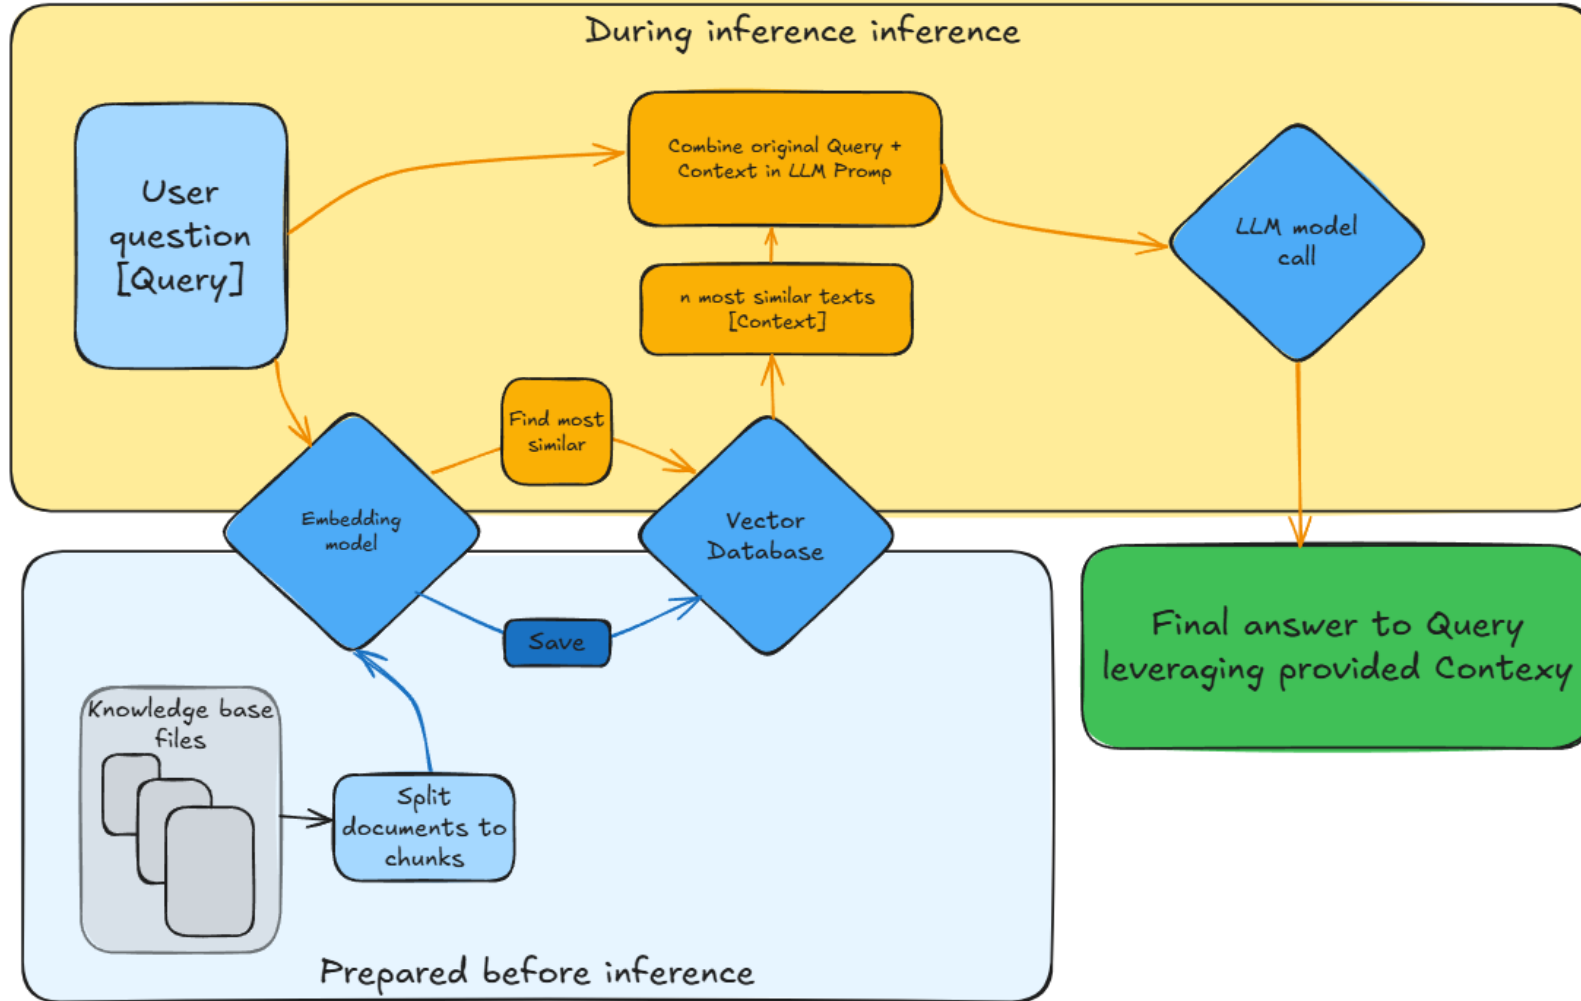 During inference inference
User
question
[Query]
Combine original Query +
Context in LLM Promp
LLM model
call
n most similar texts
[Context]
Find most
similar
Embedding
model
Vector
Database
Save
Final answer to Query
leveraging provided Contexy
Knowledge base
files
Split
documents to
chunks
Prepared before inference